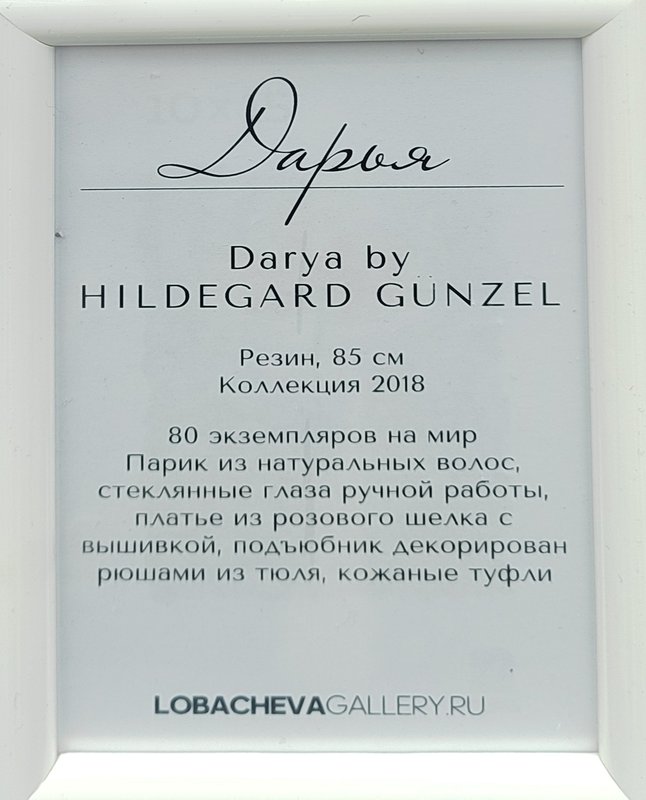 Дарья
Darya by
HILDEGARD GÜNZEL
Резин, 85 см
Коллекция 2018
80 экземпляров на мир
Парик из натуральных волос,
стеклянные глаза ручной работы,
платье из розового шелка с
вышивкой, подъюбник декорирован
рюшами из тюля, кожаные туфли
LOBACHEVAGALLERY.RU